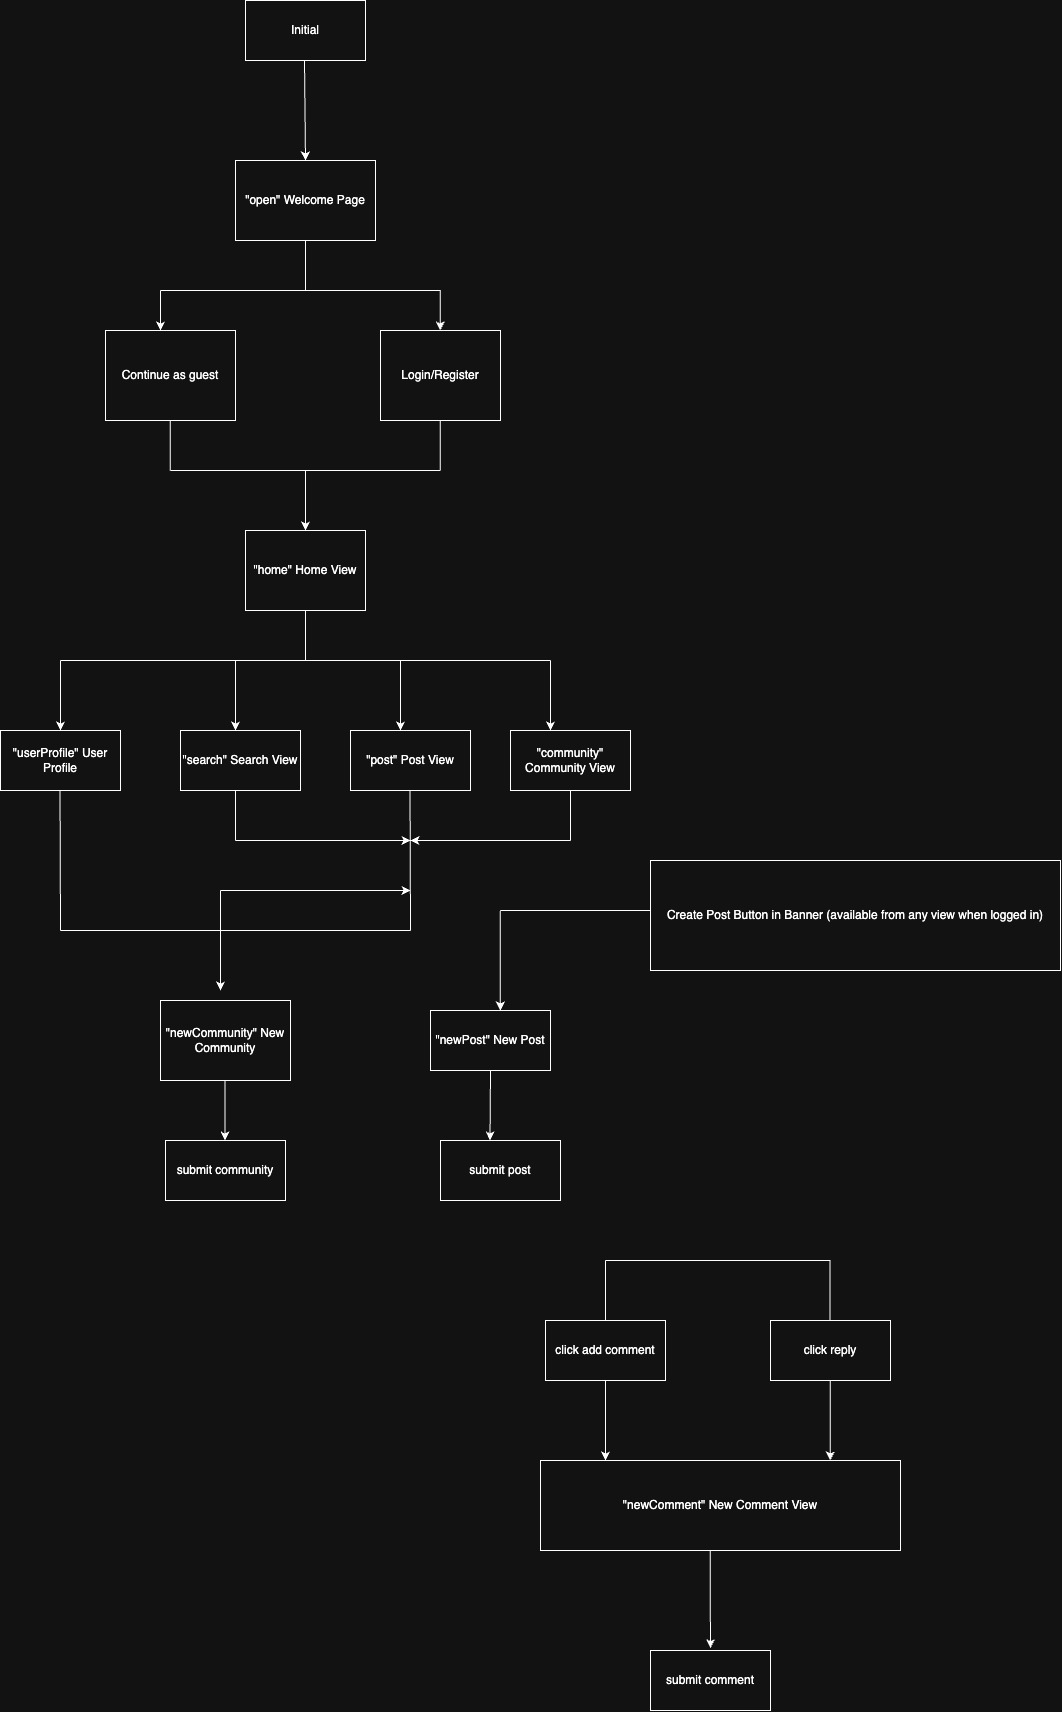 Initial
"open" Welcome Page
Continue as guest
Login/Register
"home" Home View
"userProfile" User
Profile
"search" Search View
"post" Post View
"community"
Community View
Create Post Button in Banner (available from any view when logged in)
"newCommunity" New
Community
"newPost" New Post
submit community
submit post
click add comment
click reply
"newComment" New Comment View
submit comment